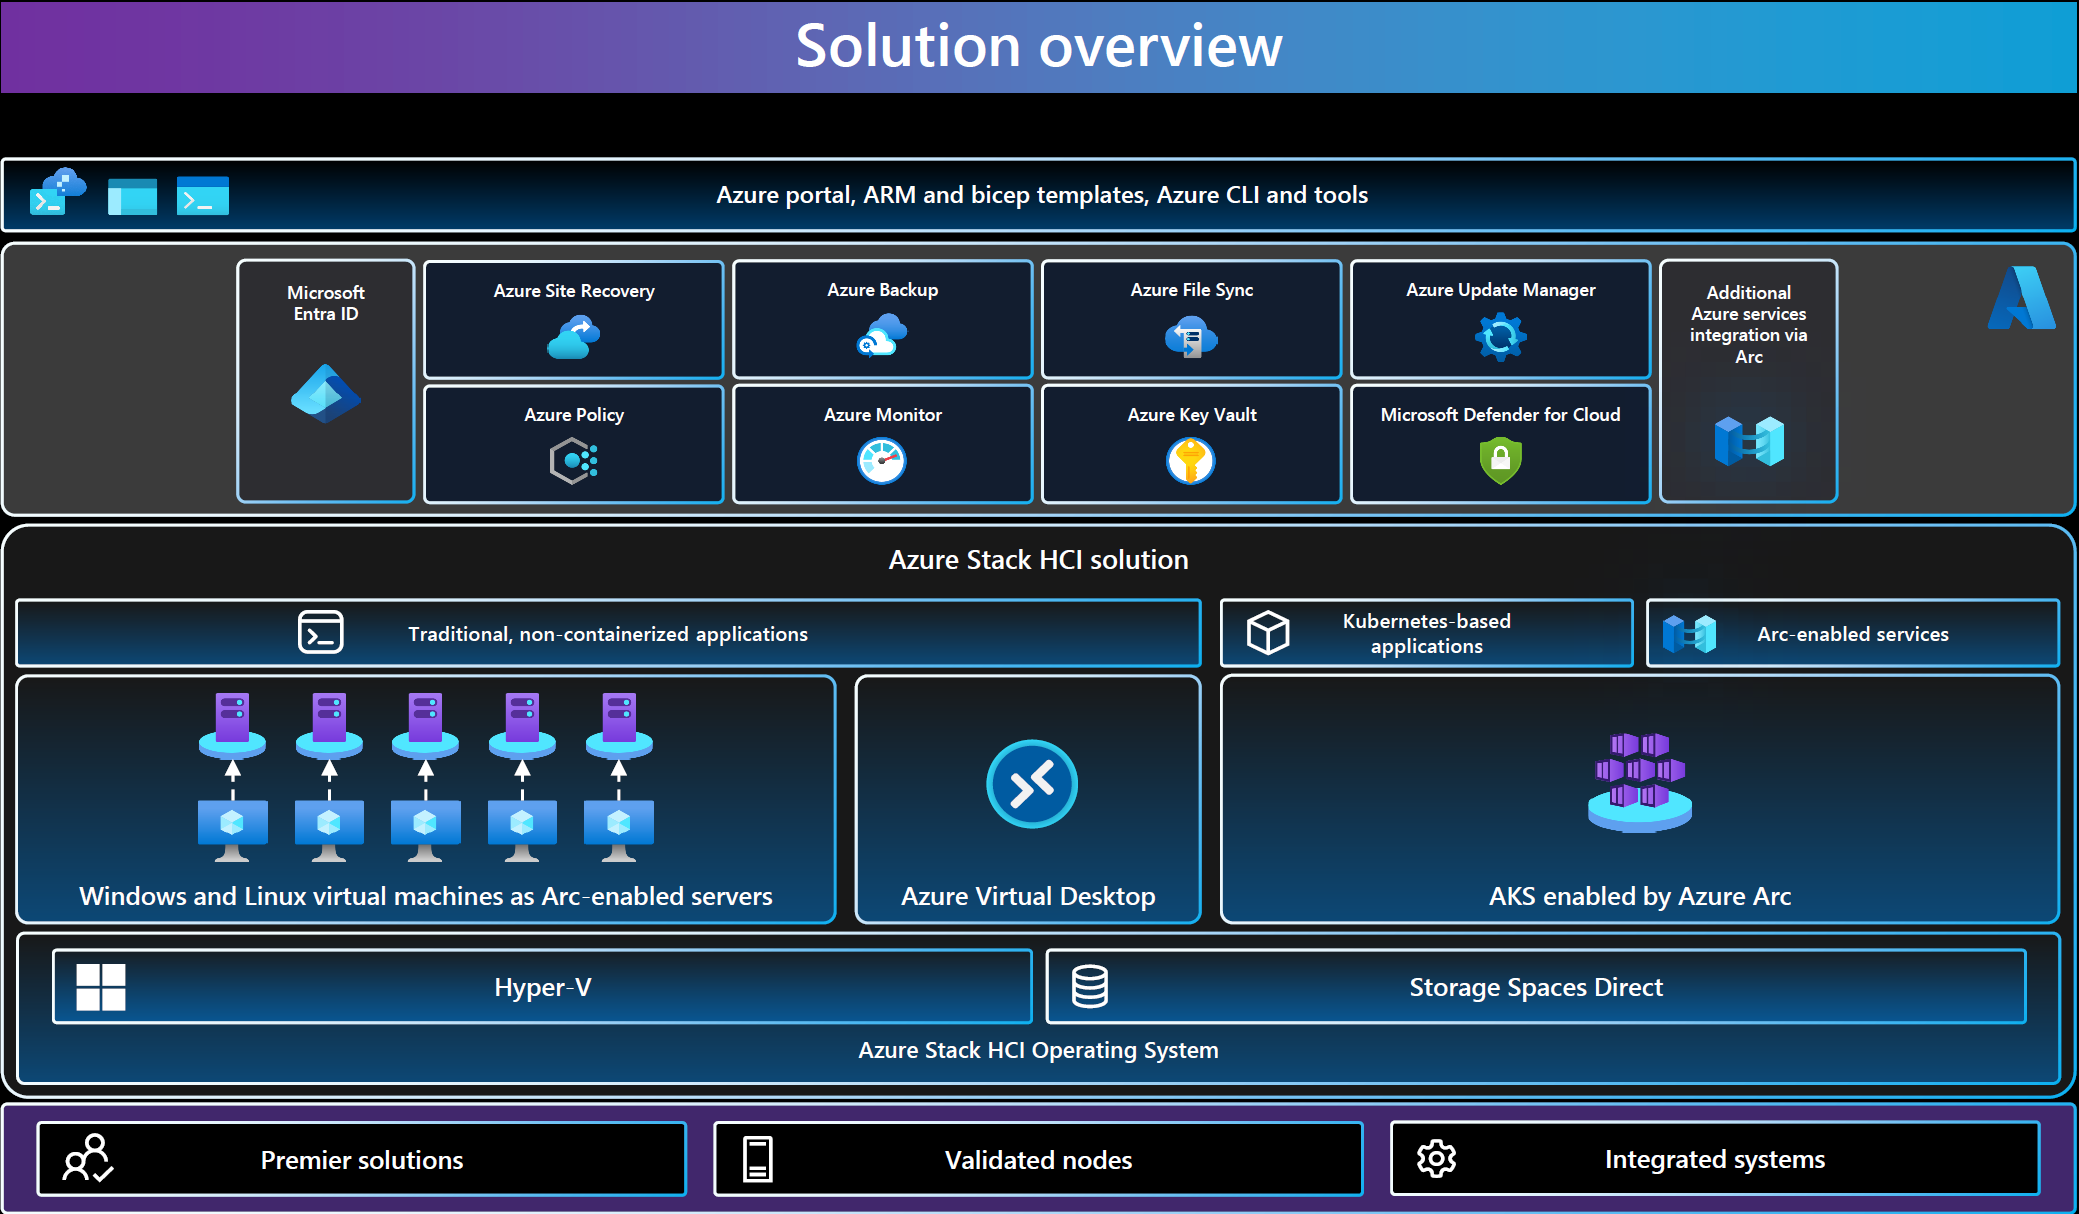 Solution overview
Azure portal, ARM and bicep templates, Azure CLI and tools
Microsoft
Entra ID
Azure Site Recovery
Azure Backup
Azure File Sync
Azure Update Manager
Azure Policy
Azure Monitor
Azure Key Vault
Microsoft Defender for Cloud
Additional
Azure services
integration via
Arc
Azure Stack HCI solution
Traditional, non-containerized applications
Kubernetes-based
applications
Arc-enabled services
Windows and Linux virtual machines as Arc-enabled servers
Azure Virtual Desktop
AKS enabled by Azure Arc
Hyper-V
Storage Spaces Direct
Azure Stack HCI Operating System
Premier solutions
Validated nodes
Integrated systems